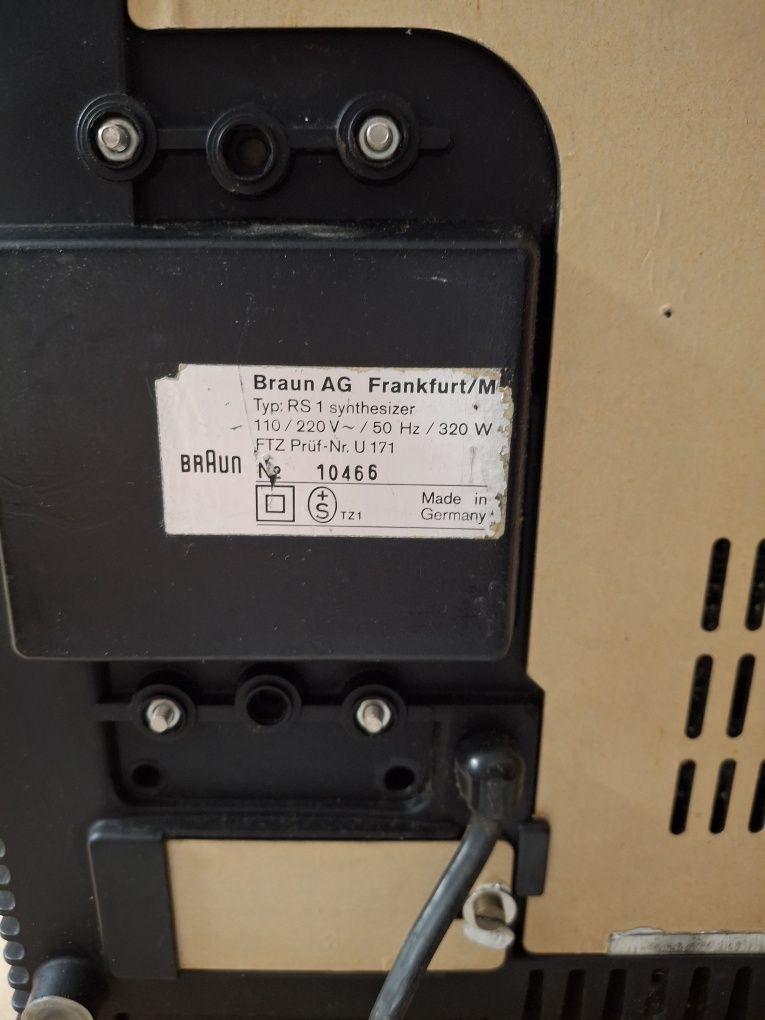 Braun AG Frankfurt/M
Typ: RS 1 synthesizer
110 / 220 V ~ / 50 Hz / 320 W
FTZ Prüf-Nr. U 171
BRAUN
№ 10466
+
S
TZ1
Made in
Germany